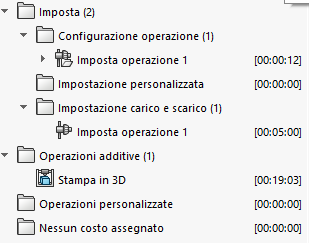 Imposta (2)
Configurazione operazione (1)
Imposta operazione 1 [00:00:12]
Impostazione personalizzata [00:00:00]
Impostazione carico e scarico (1)
Imposta operazione 1 [00:05:00]
Operazioni additive (1)
Stampa in 3D [00:19:03]
Operazioni personalizzate [00:00:00]
Nessun costo assegnato [00:00:00]